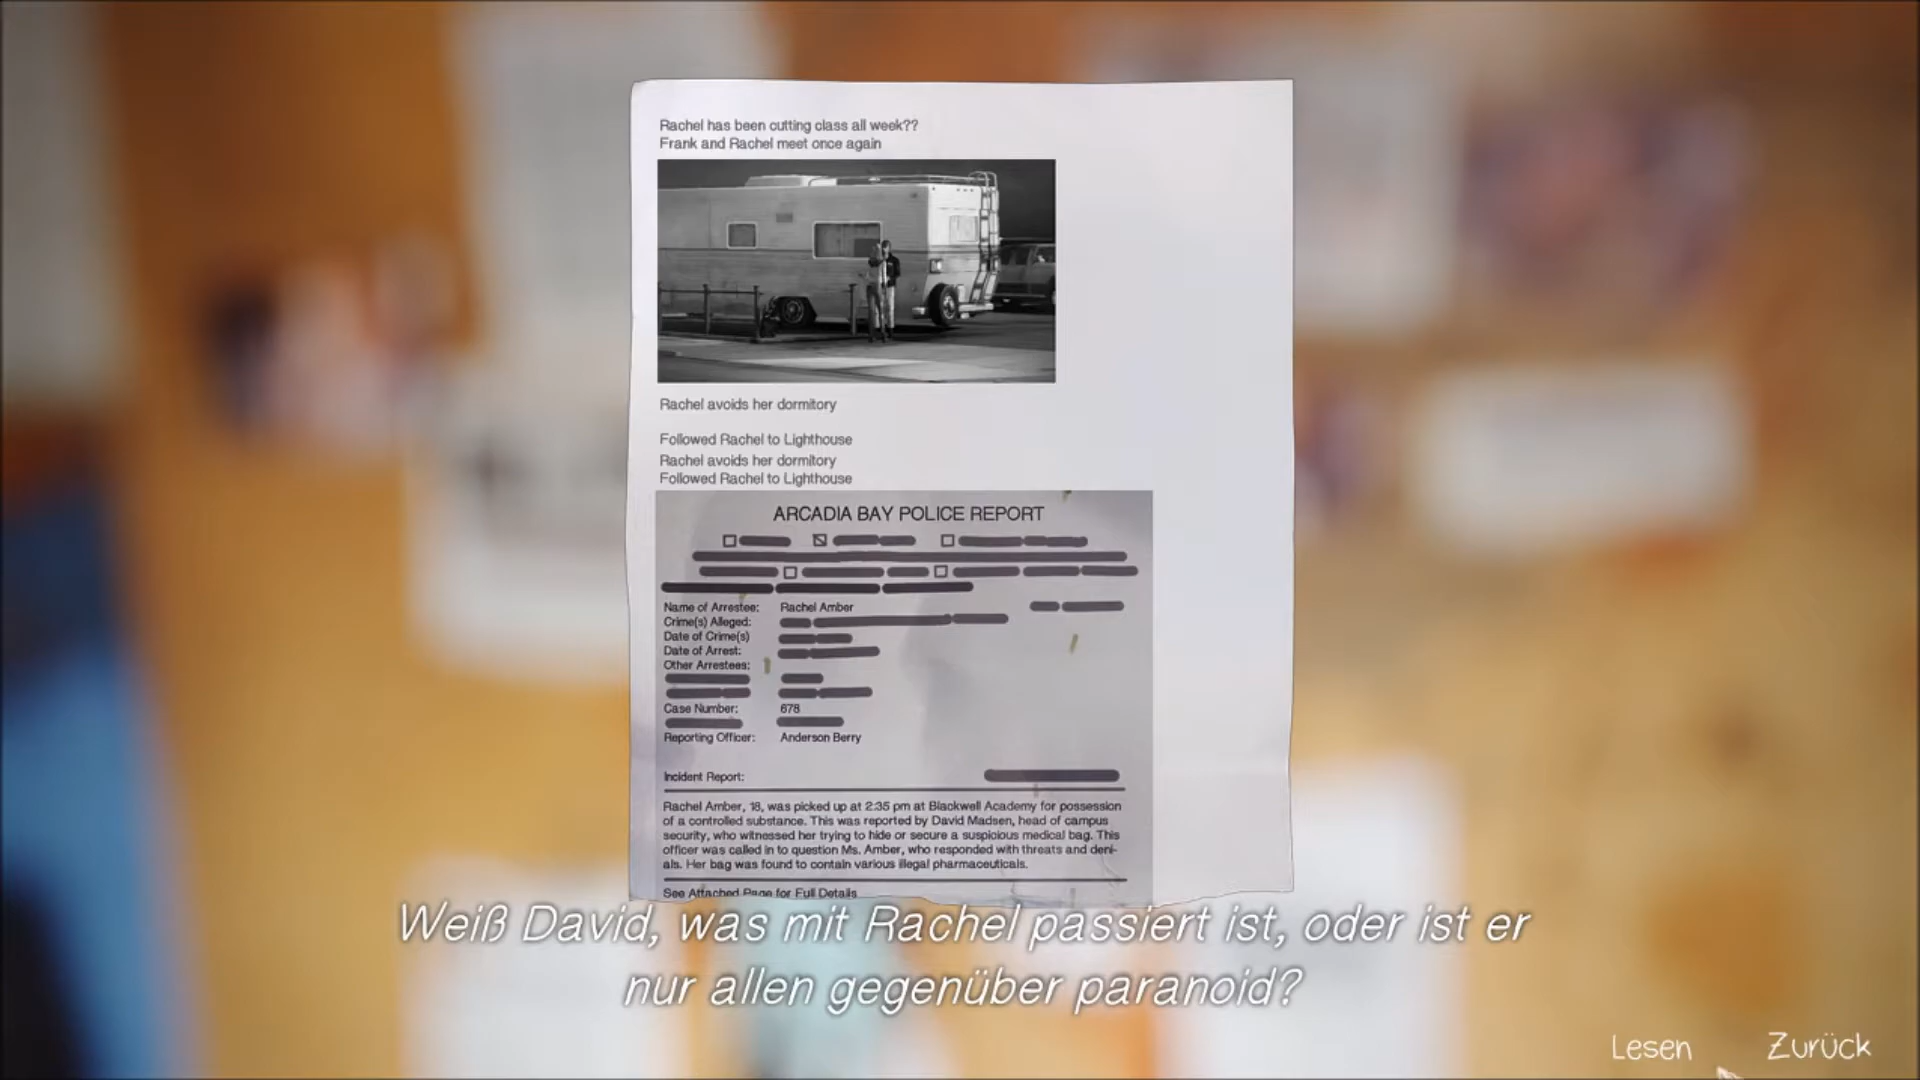 Rachel has been cutting class all week??
Frank and Rachel meet once again
Rachel avoids her dormitory
Followed Rachel to Lighthouse
Rachel avoids her dormitory
Followed Rachel to Lighthouse
ARCADIA BAY POLICE REPORT
Name of Arrestee: Rachel Amber
Crime(s) Alleged:
Date of Crime(s)
Date of Arrest:
Other Arrestees:
Case Number: 678
Reporting Officer: Anderson Berry
Incident Report:
Rachel Amber, 18, was picked up at 2:35 pm at Blackwell Academy for possession
of a controlled substance. This was reported by David Madsen, head of campus
security, who witnessed her trying to hide or secure a suspicious medical bag. This
officer was called in to question Ms. Amber, who responded with threats and deni-
als. Her bag was found to contain various illegal pharmaceuticals.
See Attached Page for Full Details
Weiß David, was mit Rachel passiert ist, oder ist er
nur allen gegenüber paranoid?
Lesen Zurück